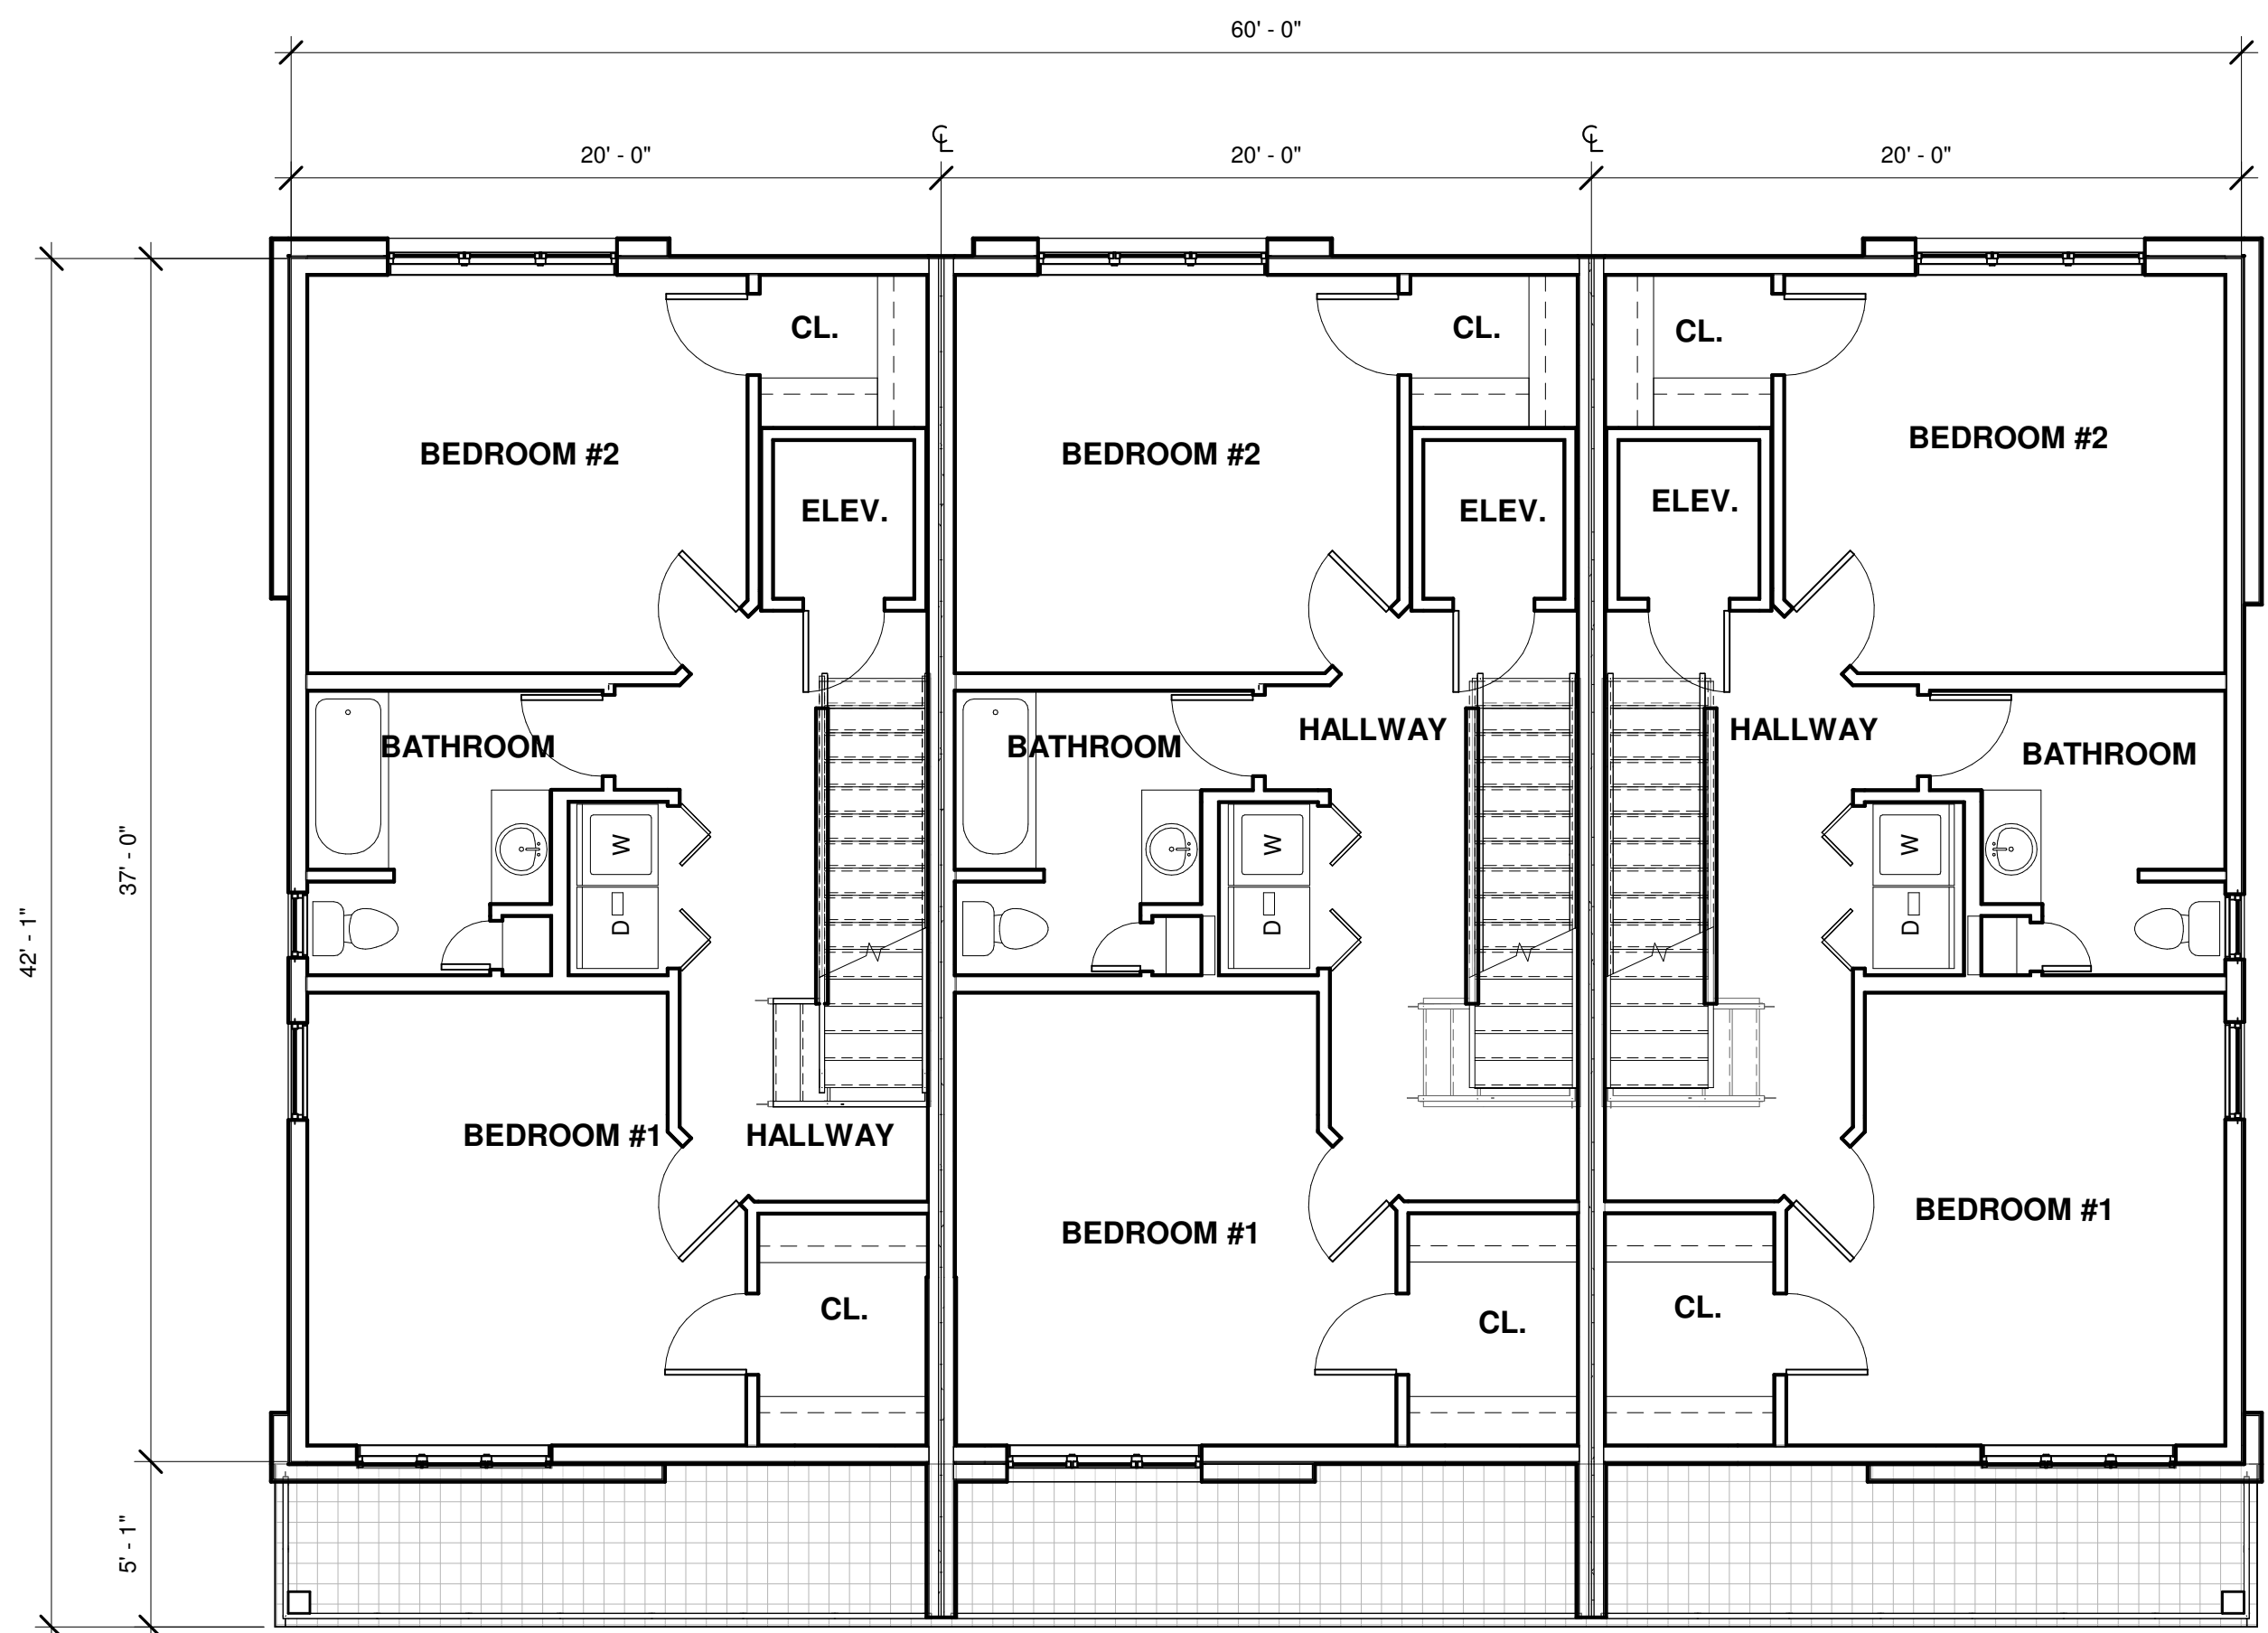 60' - 0"
℄
℄
20' - 0"
20' - 0"
20' - 0"
CL.
CL.
CL.
BEDROOM #2
BEDROOM #2
BEDROOM #2
ELEV.
ELEV.
ELEV.
BATHROOM
BATHROOM
HALLWAY
HALLWAY
BATHROOM
W
W
W
D
D
D
37' - 0"
42' - 1"
BEDROOM #1
HALLWAY
BEDROOM #1
BEDROOM #1
CL.
CL.
CL.
5' - 1"